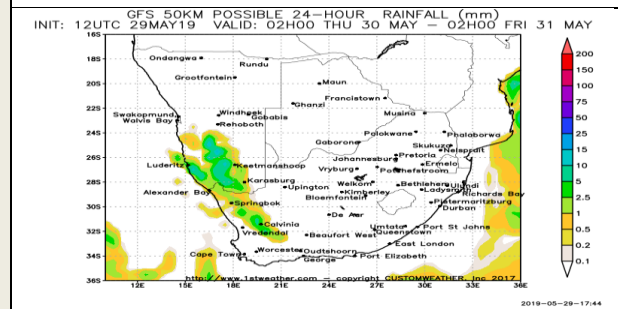 GFS 50KM POSSIBLE 24-HOUR RAINFALL (mm)
INIT: 12UTC 29MAY19 VALID: 02H00 THU 30 MAY - 02H00 FRI 31 MAY
16S
18S
20S
22S
24S
26S
28S
30S
32S
34S
36S
Ondangwa
Rundu
Grootfontein
Maun
Ghanzi
Francistown
Musina
Swakopmund
Walvis Bay
Windhoek
Gobabis
Rehoboth
Polokwane
Phalaborwa
Gaborone
Skukuza
Nelspruit
Pretoria
Johannesburg
Ermelo
Luderitz
Keetmanshoop
Vryburg
Potchefstroom
Karasburg
Upington
Welkom
Bethlehem
Ulundi
Ladysmith
Richards Bay
Alexander Bay
Kimberley
Bloemfontein
Springbok
Pietermaritzburg
Durban
De Aar
Calvinia
Vredendal
Beaufort West
Umtata
Port St Johns
Queenstown
East London
Cape Town
Worcester
Oudtshoorn
George
Port Elizabeth
http://www.1stweather.com - copyright CUSTOMWEATHER, Inc 2017
12E
15E
18E
21E
24E
27E
30E
33E
36E
200
150
100
75
50
25
15
10
5
2.5
1
0.5
0.2
0.1
2019-05-29-17:44